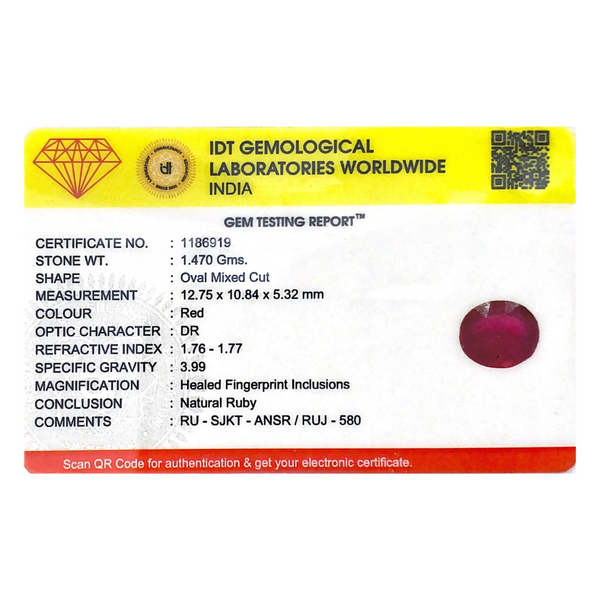 IDT GEMOLOGICAL
LABORATORIES WORLDWIDE
INDIA
GEM TESTING REPORT™
CERTIFICATE NO. : 1186919
STONE WT. : 1.470 Gms.
SHAPE : Oval Mixed Cut
MEASUREMENT : 12.75 x 10.84 x 5.32 mm
COLOUR : Red
OPTIC CHARACTER : DR
REFRACTIVE INDEX : 1.76 - 1.77
SPECIFIC GRAVITY : 3.99
MAGNIFICATION : Healed Fingerprint Inclusions
CONCLUSION : Natural Ruby
COMMENTS : RU - SJKT - ANSR / RUJ - 580
Scan QR Code for authentication & get your electronic certificate.